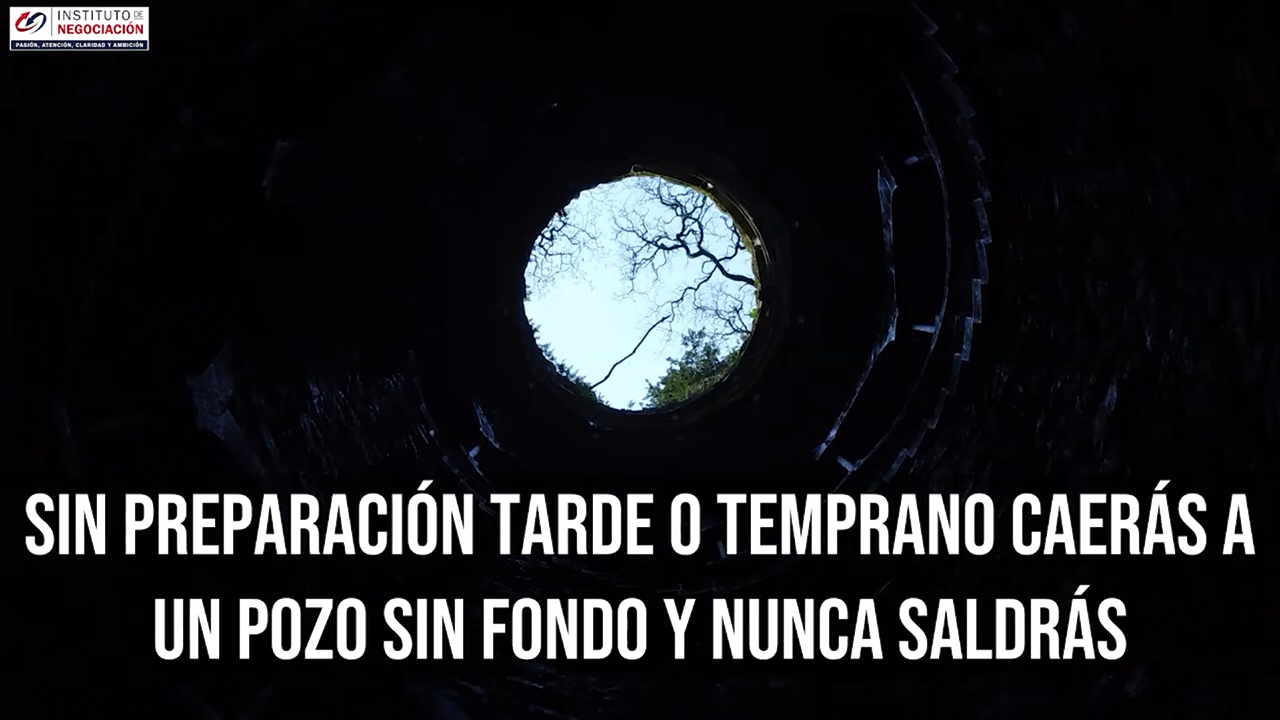 INSTITUTO DE
NEGOCIACIÓN
PASIÓN, ATENCIÓN, CLARIDAD Y AMBICIÓN
SIN PREPARACIÓN TARDE O TEMPRANO CAERÁS A
UN POZO SIN FONDO Y NUNCA SALDRÁS